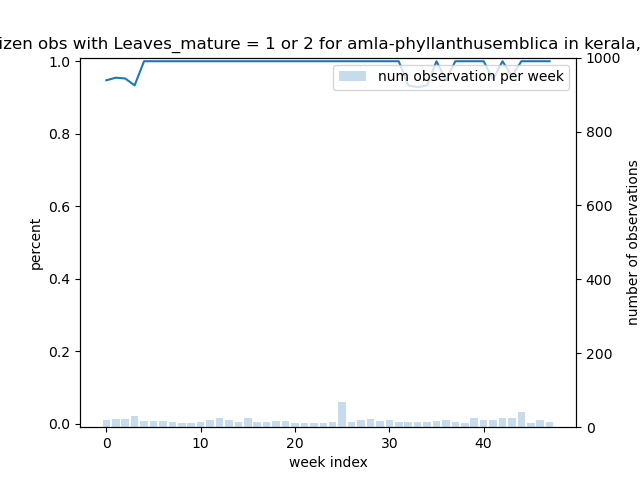 izen obs with Leaves_mature = 1 or 2 for amla-phyllanthusemblica in kerala,
num observation per week
percent
1.0
0.8
0.6
0.4
0.2
0.0
1000
800
600
400
200
0
number of observations
0 10 20 30 40
week index